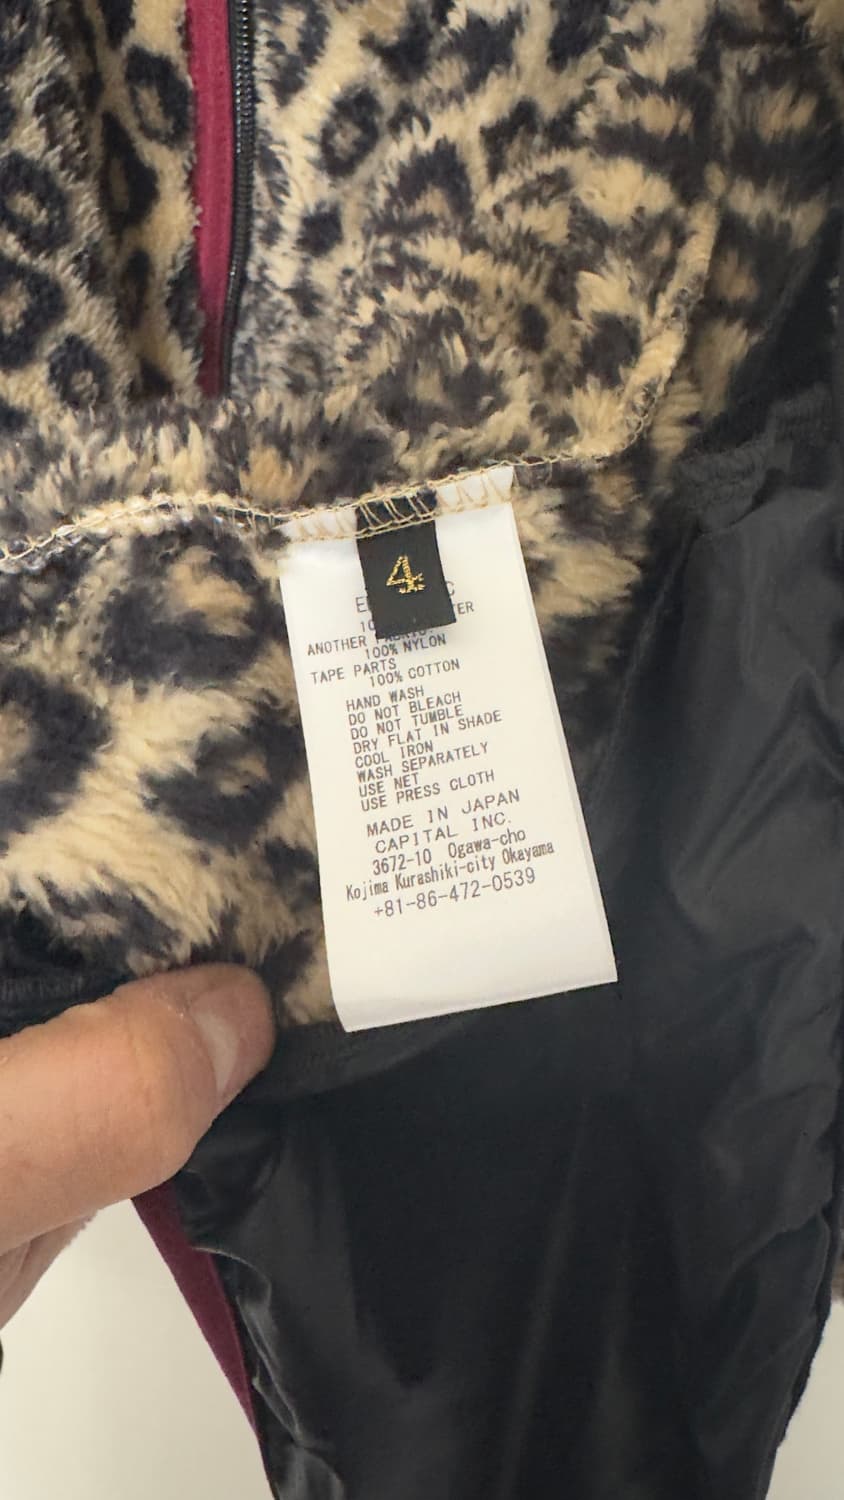 4
ANOTHER FABRIC:
100% NYLON
TAPE PARTS
100% COTTON
HAND WASH
DO NOT BLEACH
DO NOT TUMBLE
DRY FLAT IN SHADE
COOL IRON
WASH SEPARATELY
USE NET
USE PRESS CLOTH
MADE IN JAPAN
CAPITAL INC.
3672-10 Ogawa-cho
Kojima Kurashiki-city Okayama
+81-86-472-0539